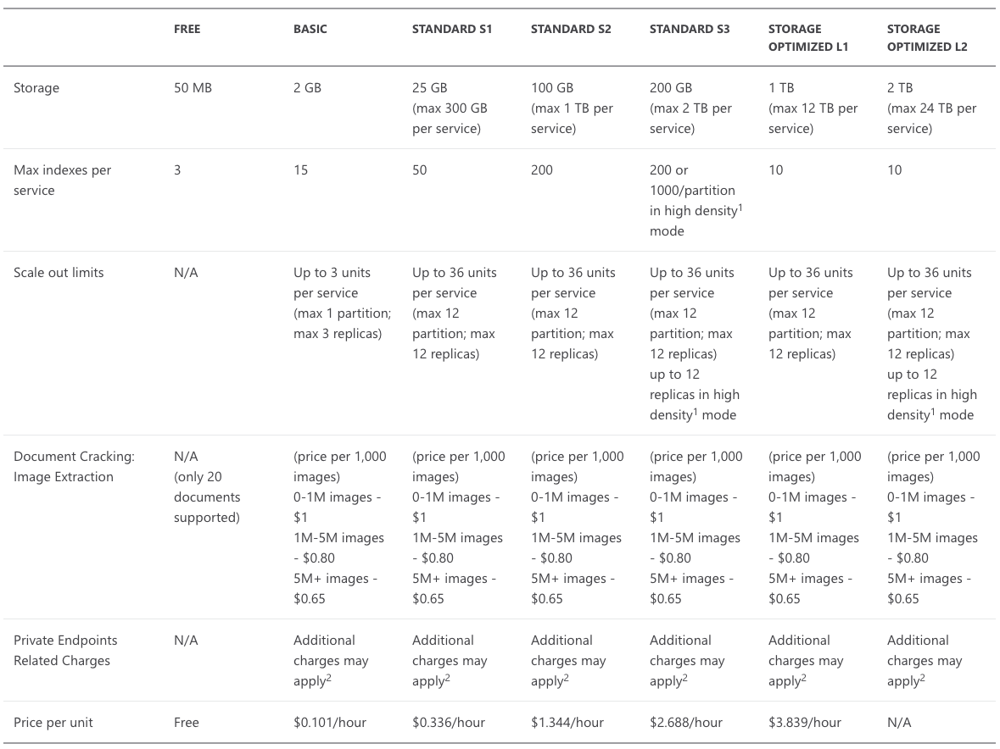 FREE BASIC STANDARD S1 STANDARD S2 STANDARD S3 STORAGE OPTIMIZED L1 STORAGE OPTIMIZED L2
Storage
50 MB
2 GB
25 GB
(max 300 GB
per service)
100 GB
(max 1 TB per
service)
200 GB
(max 2 TB per
service)
1 TB
(max 12 TB per
service)
2 TB
(max 24 TB per
service)
Max indexes per
service
3
15
50
200
200 or
1000/partition
in high density1
mode
10
10
Scale out limits
N/A
Up to 3 units
per service
(max 1 partition;
max 3 replicas)
Up to 36 units
per service
(max 12
partition; max
12 replicas)
Up to 36 units
per service
(max 12
partition; max
12 replicas)
Up to 36 units
per service
(max 12
partition; max
12 replicas)
up to 12
replicas in high
density1 mode
Up to 36 units
per service
(max 12
partition; max
12 replicas)
Up to 36 units
per service
(max 12
partition; max
12 replicas)
up to 12
replicas in high
density1 mode
Document Cracking:
Image Extraction
N/A
(only 20
documents
supported)
(price per 1,000
images)
0-1M images -
$1
1M-5M images
- $0.80
5M+ images -
$0.65
(price per 1,000
images)
0-1M images -
$1
1M-5M images
- $0.80
5M+ images -
$0.65
(price per 1,000
images)
0-1M images -
$1
1M-5M images
- $0.80
5M+ images -
$0.65
(price per 1,000
images)
0-1M images -
$1
1M-5M images
- $0.80
5M+ images -
$0.65
(price per 1,000
images)
0-1M images -
$1
1M-5M images
- $0.80
5M+ images -
$0.65
(price per 1,000
images)
0-1M images -
$1
1M-5M images
- $0.80
5M+ images -
$0.65
Private Endpoints
Related Charges
N/A
Additional
charges may
apply2
Additional
charges may
apply2
Additional
charges may
apply2
Additional
charges may
apply2
Additional
charges may
apply2
Additional
charges may
apply2
Price per unit
Free
$0.101/hour
$0.336/hour
$1.344/hour
$2.688/hour
$3.839/hour
N/A